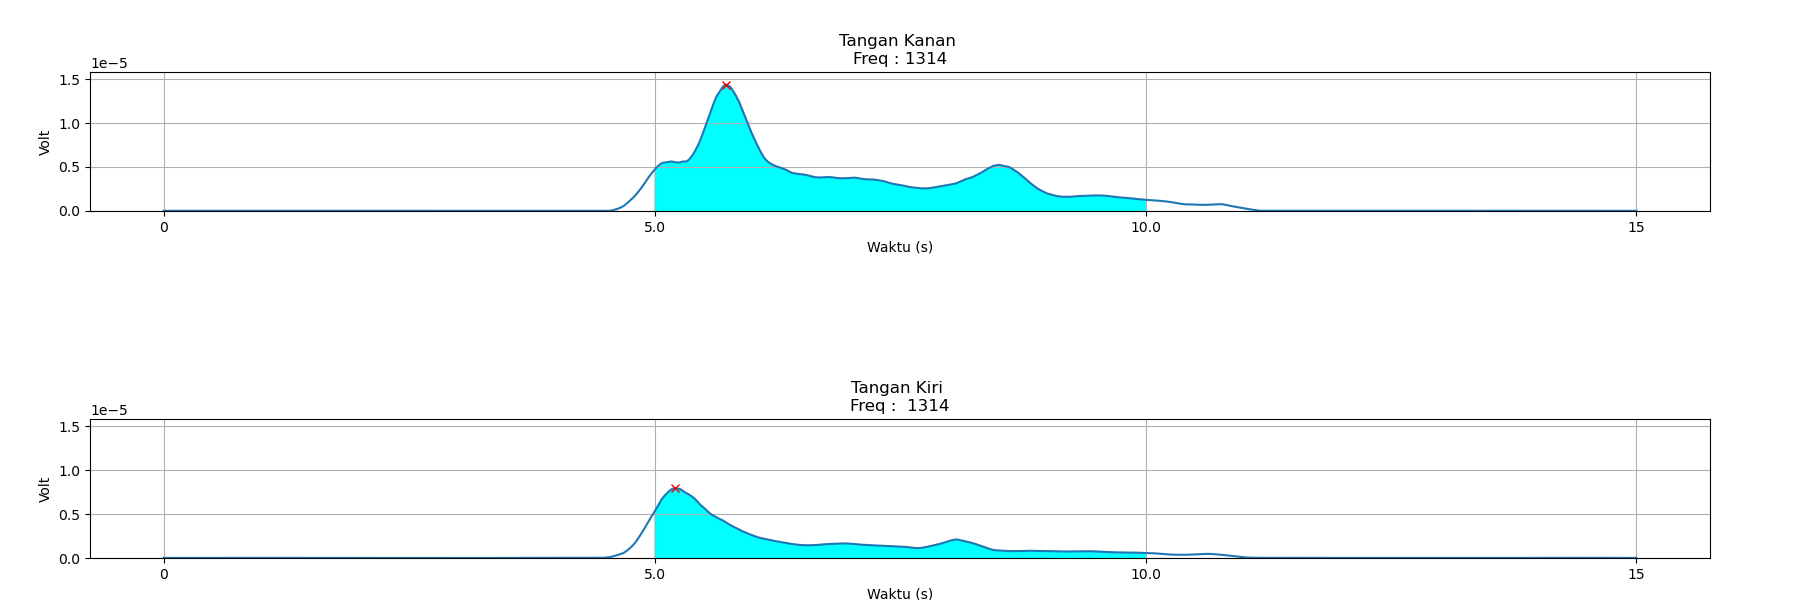 Tangan Kanan
Freq : 1314
1e−5
1.5
1.0
0.5
0.0
Volt
0 5.0 10.0 15
Waktu (s)
Tangan Kiri
Freq :  1314
1e−5
1.5
1.0
0.5
0.0
Volt
0 5.0 10.0 15
Waktu (s)